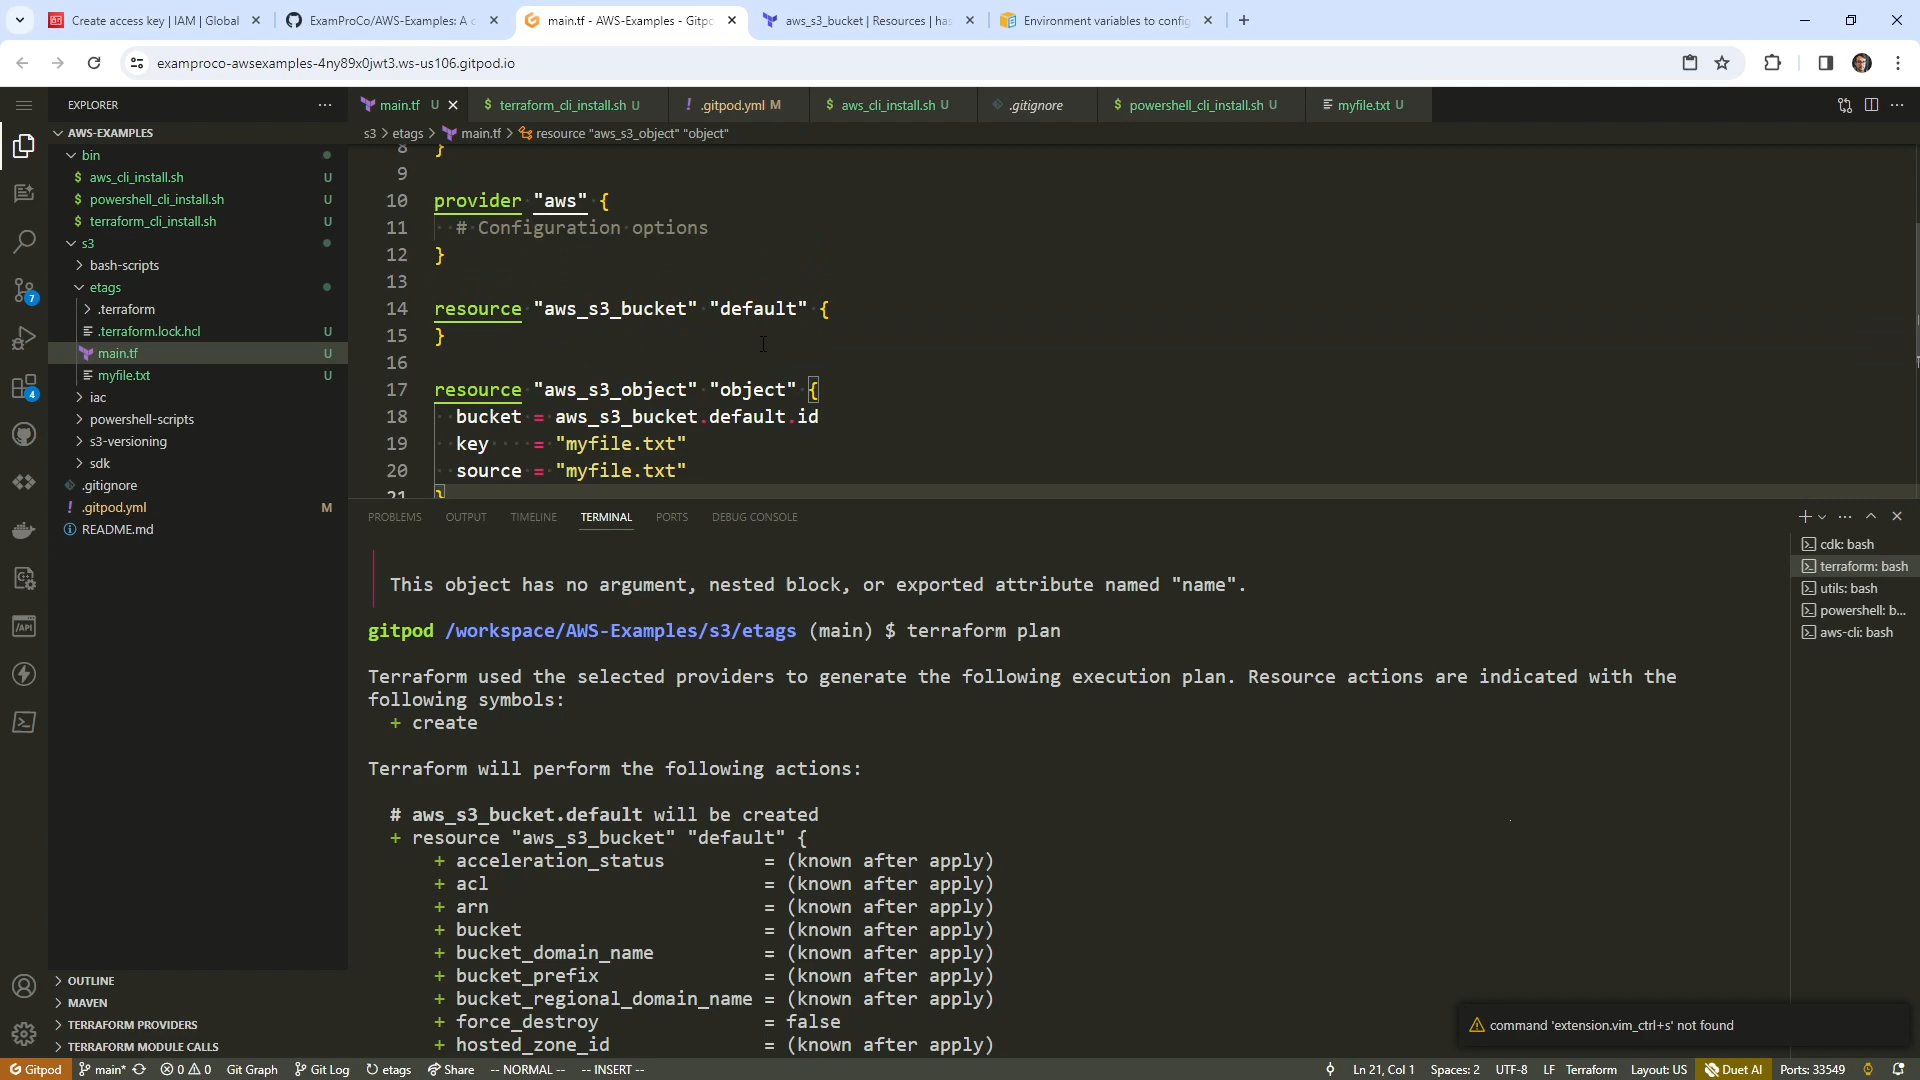 Create access key | IAM | Global
ExamProCo/AWS-Examples: A c
main.tf - AWS-Examples - Gitpo
aws_s3_bucket | Resources | has
Environment variables to config
examproco-awsexamples-4ny89x0jwt3.ws-us106.gitpod.io
EXPLORER
main.tf U
terraform_cli_install.sh U
.gitpod.yml M
aws_cli_install.sh U
.gitignore
powershell_cli_install.sh U
myfile.txt U
s3 > etags > main.tf > resource "aws_s3_object" "object"
AWS-EXAMPLES
bin
aws_cli_install.sh U
powershell_cli_install.sh U
terraform_cli_install.sh U
s3
bash-scripts
etags
.terraform
.terraform.lock.hcl U
main.tf U
myfile.txt U
iac
powershell-scripts
s3-versioning
sdk
.gitignore
.gitpod.yml M
README.md
7
4
OUTLINE
MAVEN
TERRAFORM PROVIDERS
TERRAFORM MODULE CALLS
8 }
9
10 provider "aws" {
11 # Configuration options
12 }
13
14 resource "aws_s3_bucket" "default" {
15 }
16
17 resource "aws_s3_object" "object" {
18 bucket = aws_s3_bucket.default.id
19 key = "myfile.txt"
20 source = "myfile.txt"
21 }
PROBLEMS OUTPUT TIMELINE TERMINAL PORTS DEBUG CONSOLE
This object has no argument, nested block, or exported attribute named "name".
gitpod /workspace/AWS-Examples/s3/etags (main) $ terraform plan
Terraform used the selected providers to generate the following execution plan. Resource actions are indicated with the
following symbols:
+ create
Terraform will perform the following actions:
# aws_s3_bucket.default will be created
+ resource "aws_s3_bucket" "default" {
+ acceleration_status = (known after apply)
+ acl = (known after apply)
+ arn = (known after apply)
+ bucket = (known after apply)
+ bucket_domain_name = (known after apply)
+ bucket_prefix = (known after apply)
+ bucket_regional_domain_name = (known after apply)
+ force_destroy = false
+ hosted_zone_id = (known after apply)
cdk: bash
terraform: bash
utils: bash
powershell: b...
aws-cli: bash
command 'extension.vim_ctrl+s' not found
Gitpod main* 0 0 Git Graph Git Log etags Share -- NORMAL -- -- INSERT -- Ln 21, Col 1 Spaces: 2 UTF-8 LF Terraform Layout: US Duet AI Ports: 33549